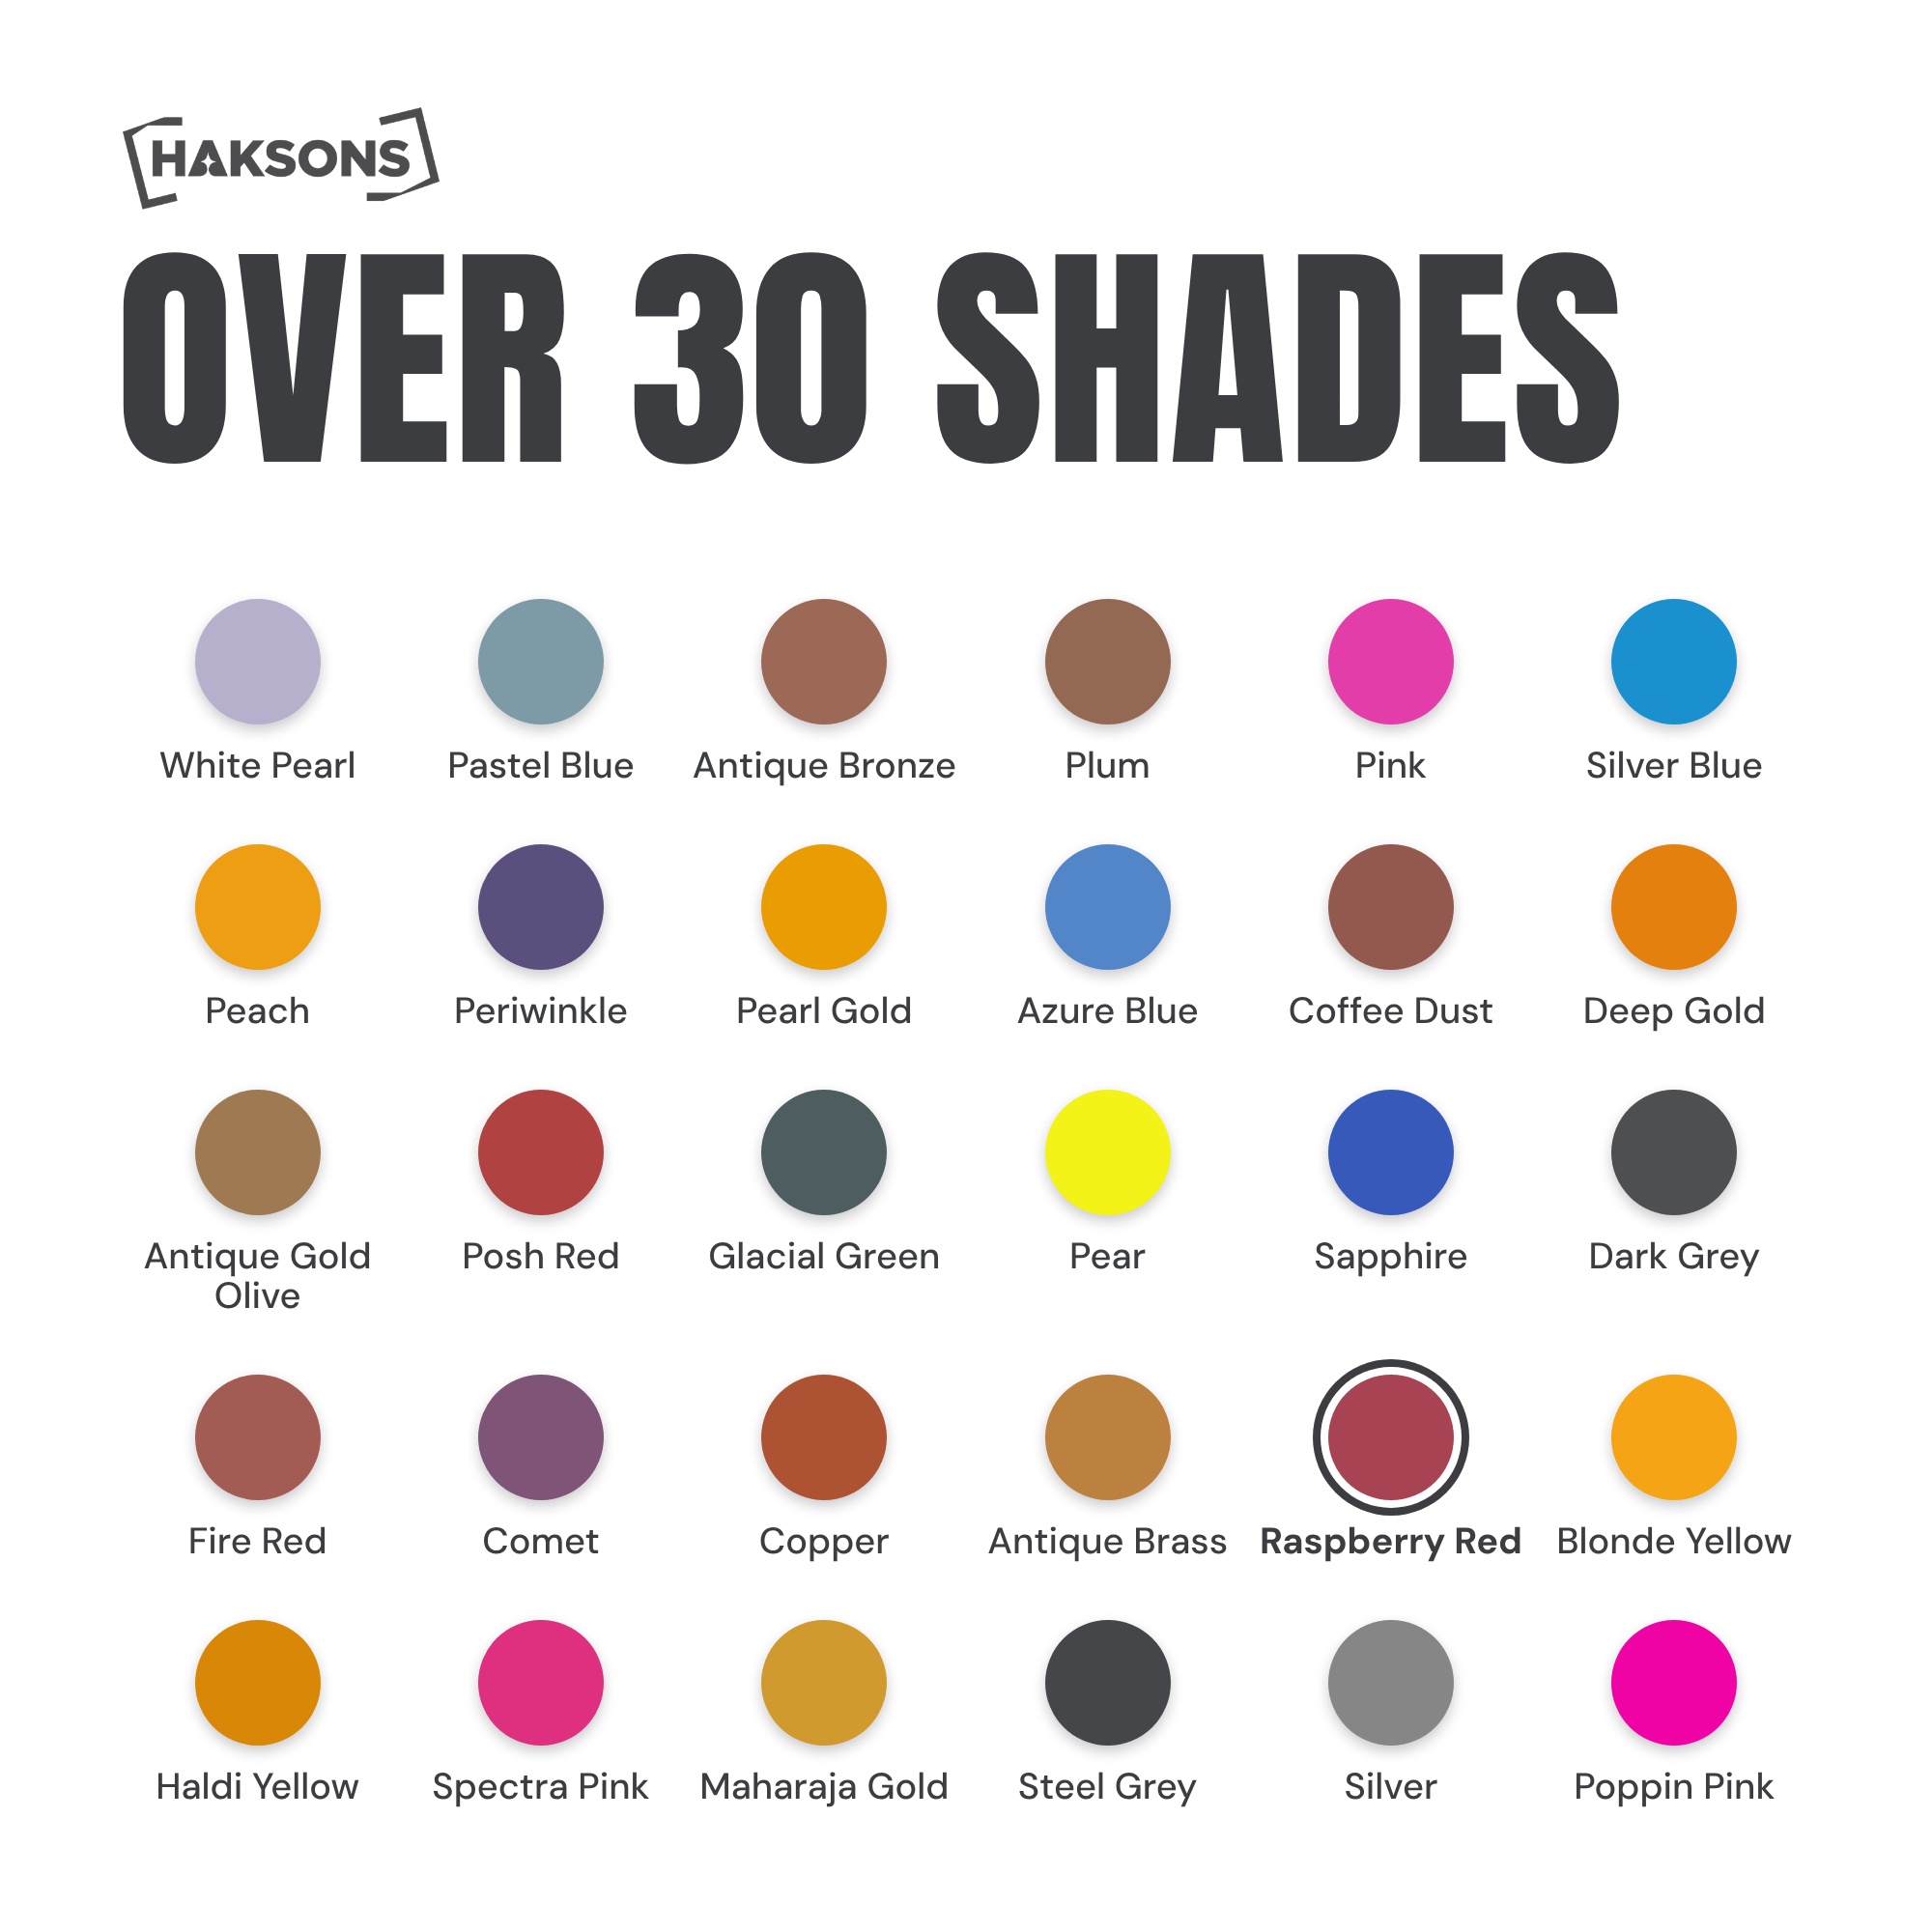 HAKSONS
OVER 30 SHADES
White Pearl
Pastel Blue
Antique Bronze
Plum
Pink
Silver Blue
Peach
Periwinkle
Pearl Gold
Azure Blue
Coffee Dust
Deep Gold
Antique Gold
Olive
Posh Red
Glacial Green
Pear
Sapphire
Dark Grey
Fire Red
Comet
Copper
Antique Brass
Raspberry Red
Blonde Yellow
Haldi Yellow
Spectra Pink
Maharaja Gold
Steel Grey
Silver
Poppin Pink